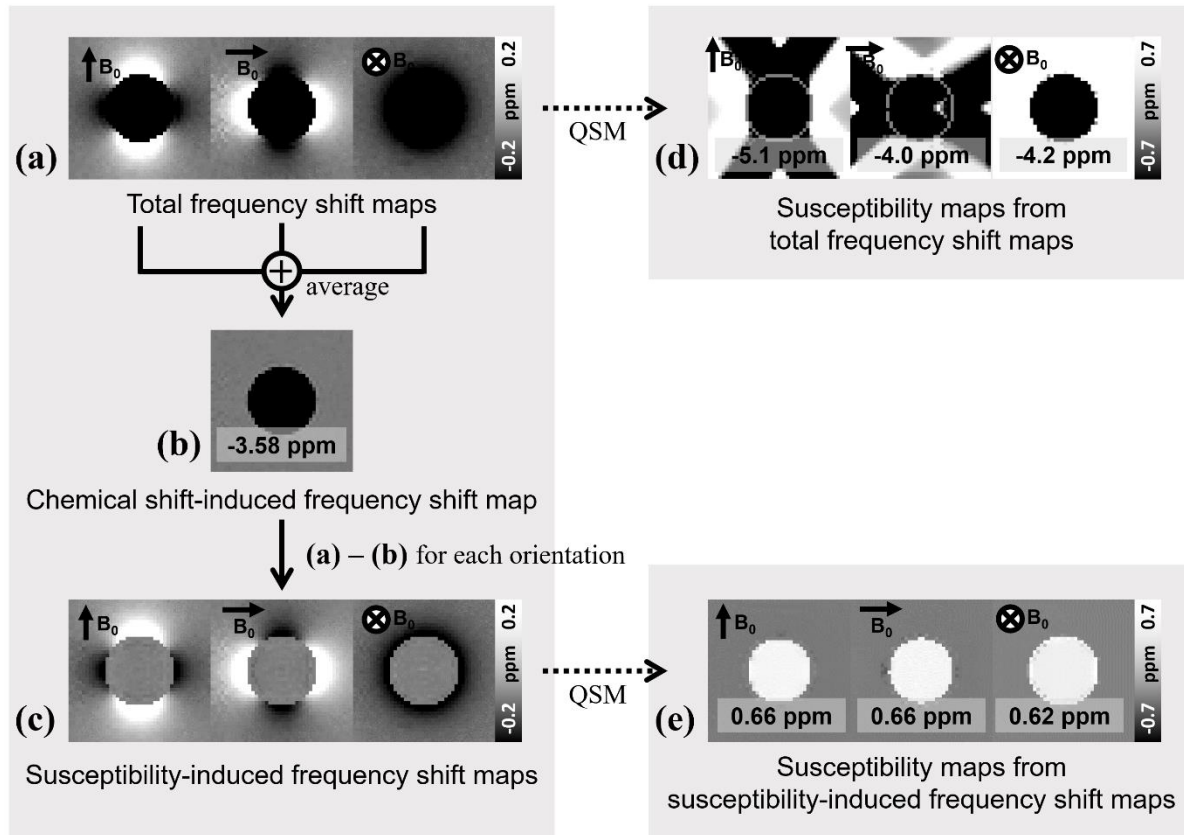 B₀
B₀
B₀
0.2
ppm
-0.2
(a)
Total frequency shift maps
average
(b)
-3.58 ppm
Chemical shift-induced frequency shift map
(a) – (b) for each orientation
B₀
B₀
B₀
0.2
ppm
-0.2
(c)
Susceptibility-induced frequency shift maps
QSM
B₀
B₀
B₀
0.7
ppm
-0.7
(d)
-5.1 ppm
-4.0 ppm
-4.2 ppm
Susceptibility maps from
total frequency shift maps
QSM
B₀
B₀
B₀
0.7
ppm
-0.7
(e)
0.66 ppm
0.66 ppm
0.62 ppm
Susceptibility maps from
susceptibility-induced frequency shift maps